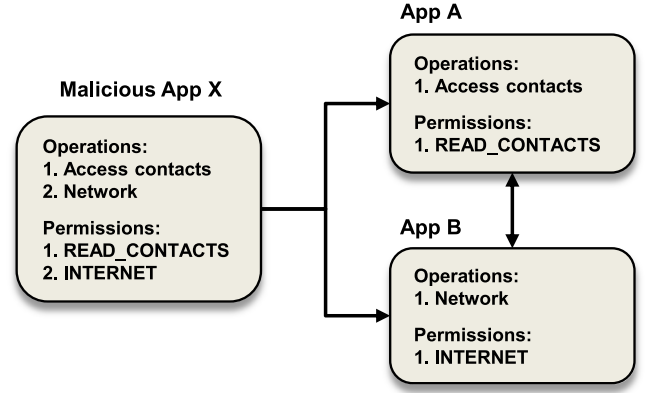 Malicious App X
Operations:
1. Access contacts
2. Network
Permissions:
1. READ_CONTACTS
2. INTERNET
App A
Operations:
1. Access contacts
Permissions:
1. READ_CONTACTS
App B
Operations:
1. Network
Permissions:
1. INTERNET